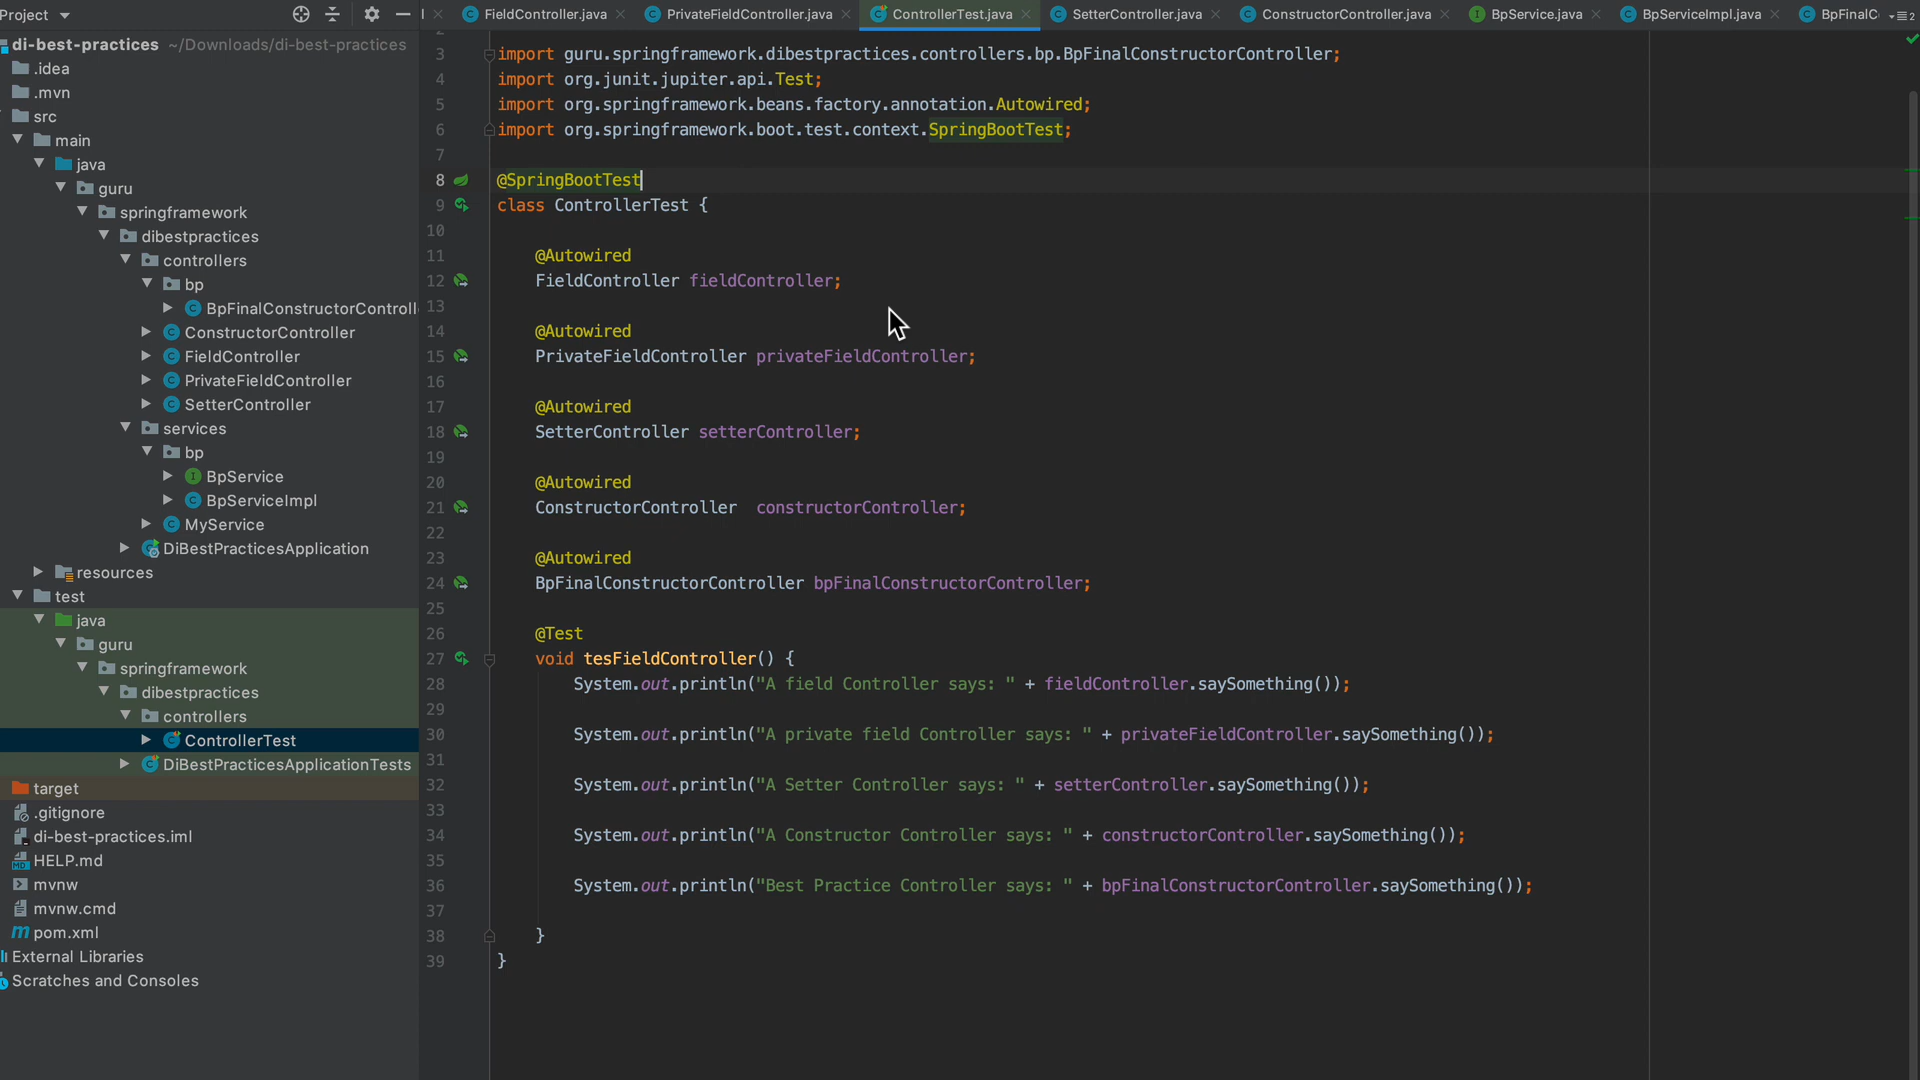 Project
di-best-practices ~/Downloads/di-best-practices
.idea
.mvn
src
main
java
guru
springframework
dibestpractices
controllers
bp
BpFinalConstructorControll
ConstructorController
FieldController
PrivateFieldController
SetterController
services
bp
BpService
BpServiceImpl
MyService
DiBestPracticesApplication
resources
test
java
guru
springframework
dibestpractices
controllers
ControllerTest
DiBestPracticesApplicationTests
target
.gitignore
di-best-practices.iml
HELP.md
mvnw
mvnw.cmd
pom.xml
External Libraries
Scratches and Consoles
FieldController.java PrivateFieldController.java ControllerTest.java SetterController.java ConstructorController.java BpService.java BpServiceImpl.java BpFinalC 2
3 import guru.springframework.dibestpractices.controllers.bp.BpFinalConstructorController;
4 import org.junit.jupiter.api.Test;
5 import org.springframework.beans.factory.annotation.Autowired;
6 import org.springframework.boot.test.context.SpringBootTest;
7
8 @SpringBootTest
9 class ControllerTest {
10
11 @Autowired
12 FieldController fieldController;
13
14 @Autowired
15 PrivateFieldController privateFieldController;
16
17 @Autowired
18 SetterController setterController;
19
20 @Autowired
21 ConstructorController  constructorController;
22
23 @Autowired
24 BpFinalConstructorController bpFinalConstructorController;
25
26 @Test
27 void tesFieldController() {
28 System.out.println("A field Controller says: " + fieldController.saySomething());
29
30 System.out.println("A private field Controller says: " + privateFieldController.saySomething());
31
32 System.out.println("A Setter Controller says: " + setterController.saySomething());
33
34 System.out.println("A Constructor Controller says: " + constructorController.saySomething());
35
36 System.out.println("Best Practice Controller says: " + bpFinalConstructorController.saySomething());
37
38 }
39 }